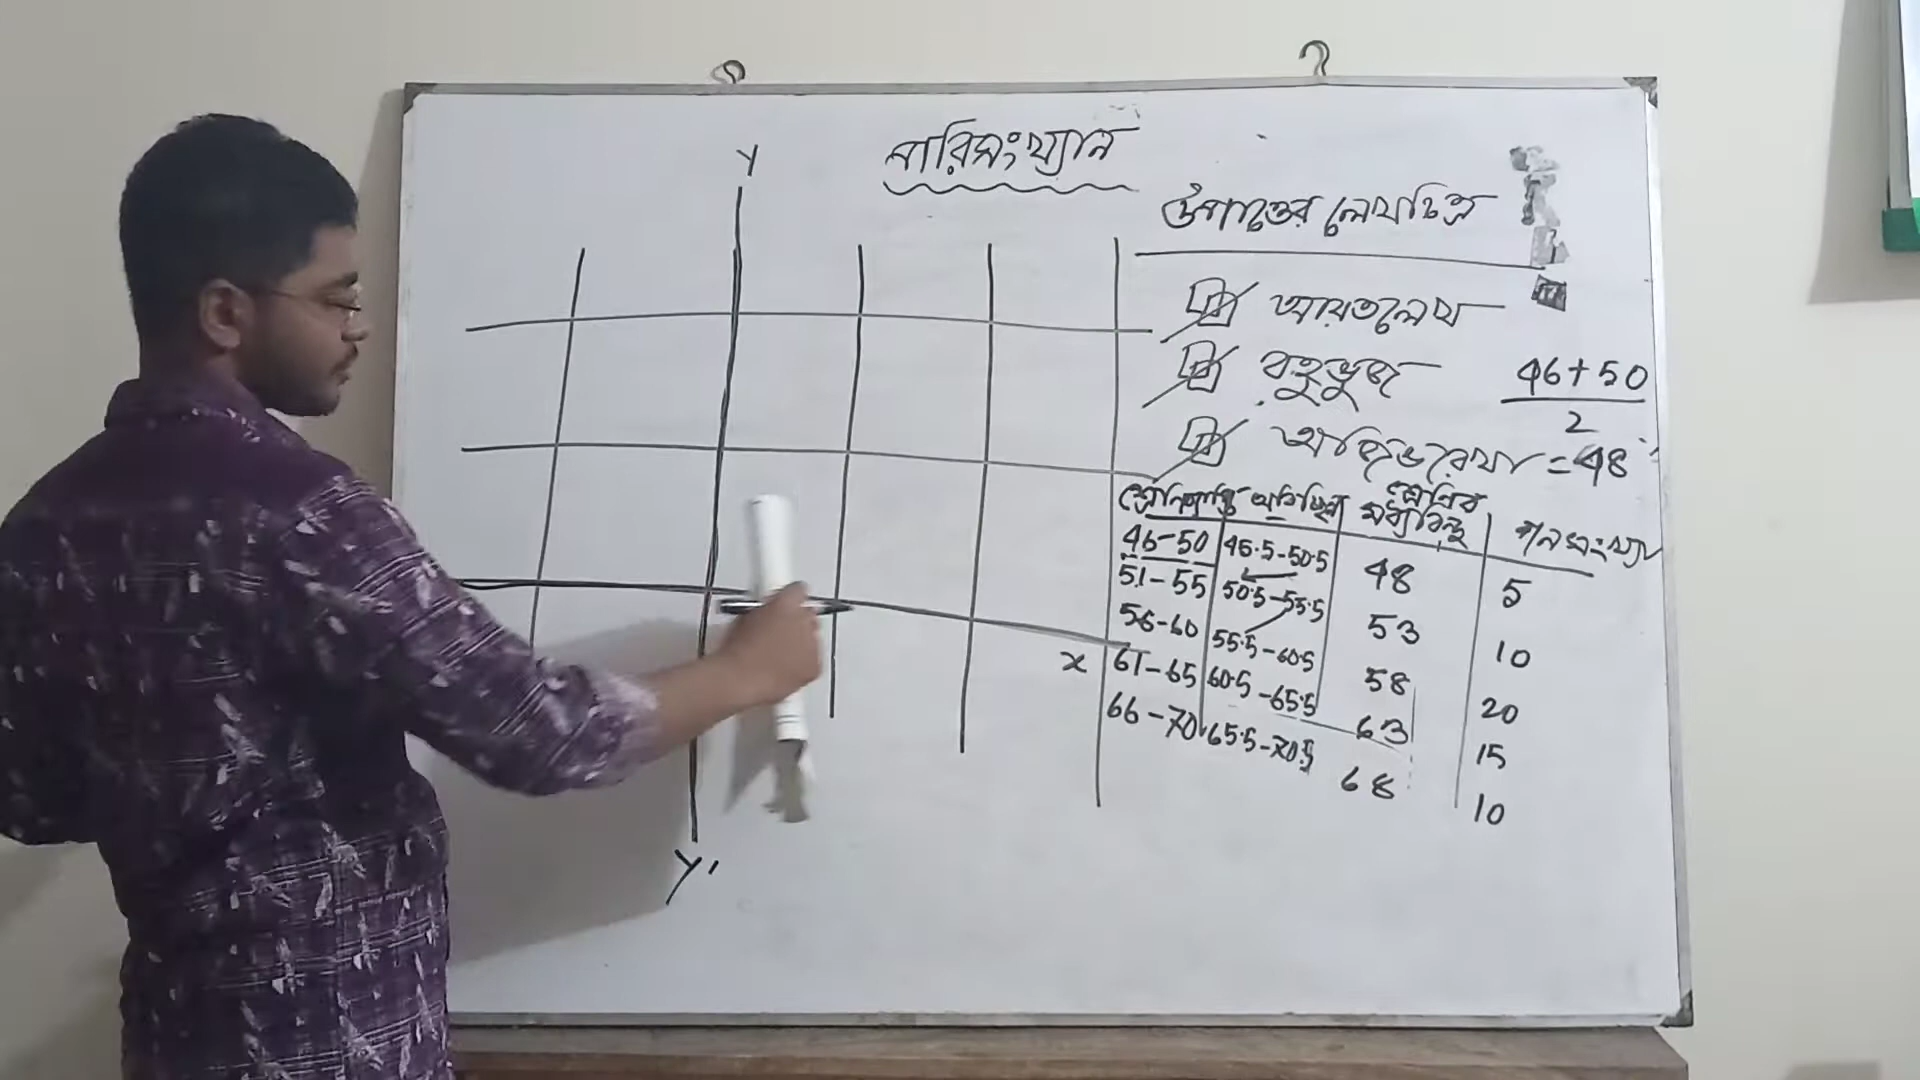 Y
পরিসংখ্যান
উপাত্তের লেখচিত্র
আয়তলেখ
বহুভুজ
46+50
2
অজিভরেখা = 48
শ্রেণিব্যাপ্তি অবিচ্ছিন্ন শ্রেণির মধ্যবিন্দু গনসংখ্যা
46-50 45.5-50.5 48 5
51-55 50.5-55.5 53 10
56-60 55.5-60.5 58 20
x 61-65 60.5-65.5 63 15
66-70 65.5-70.5 68 10
Y'